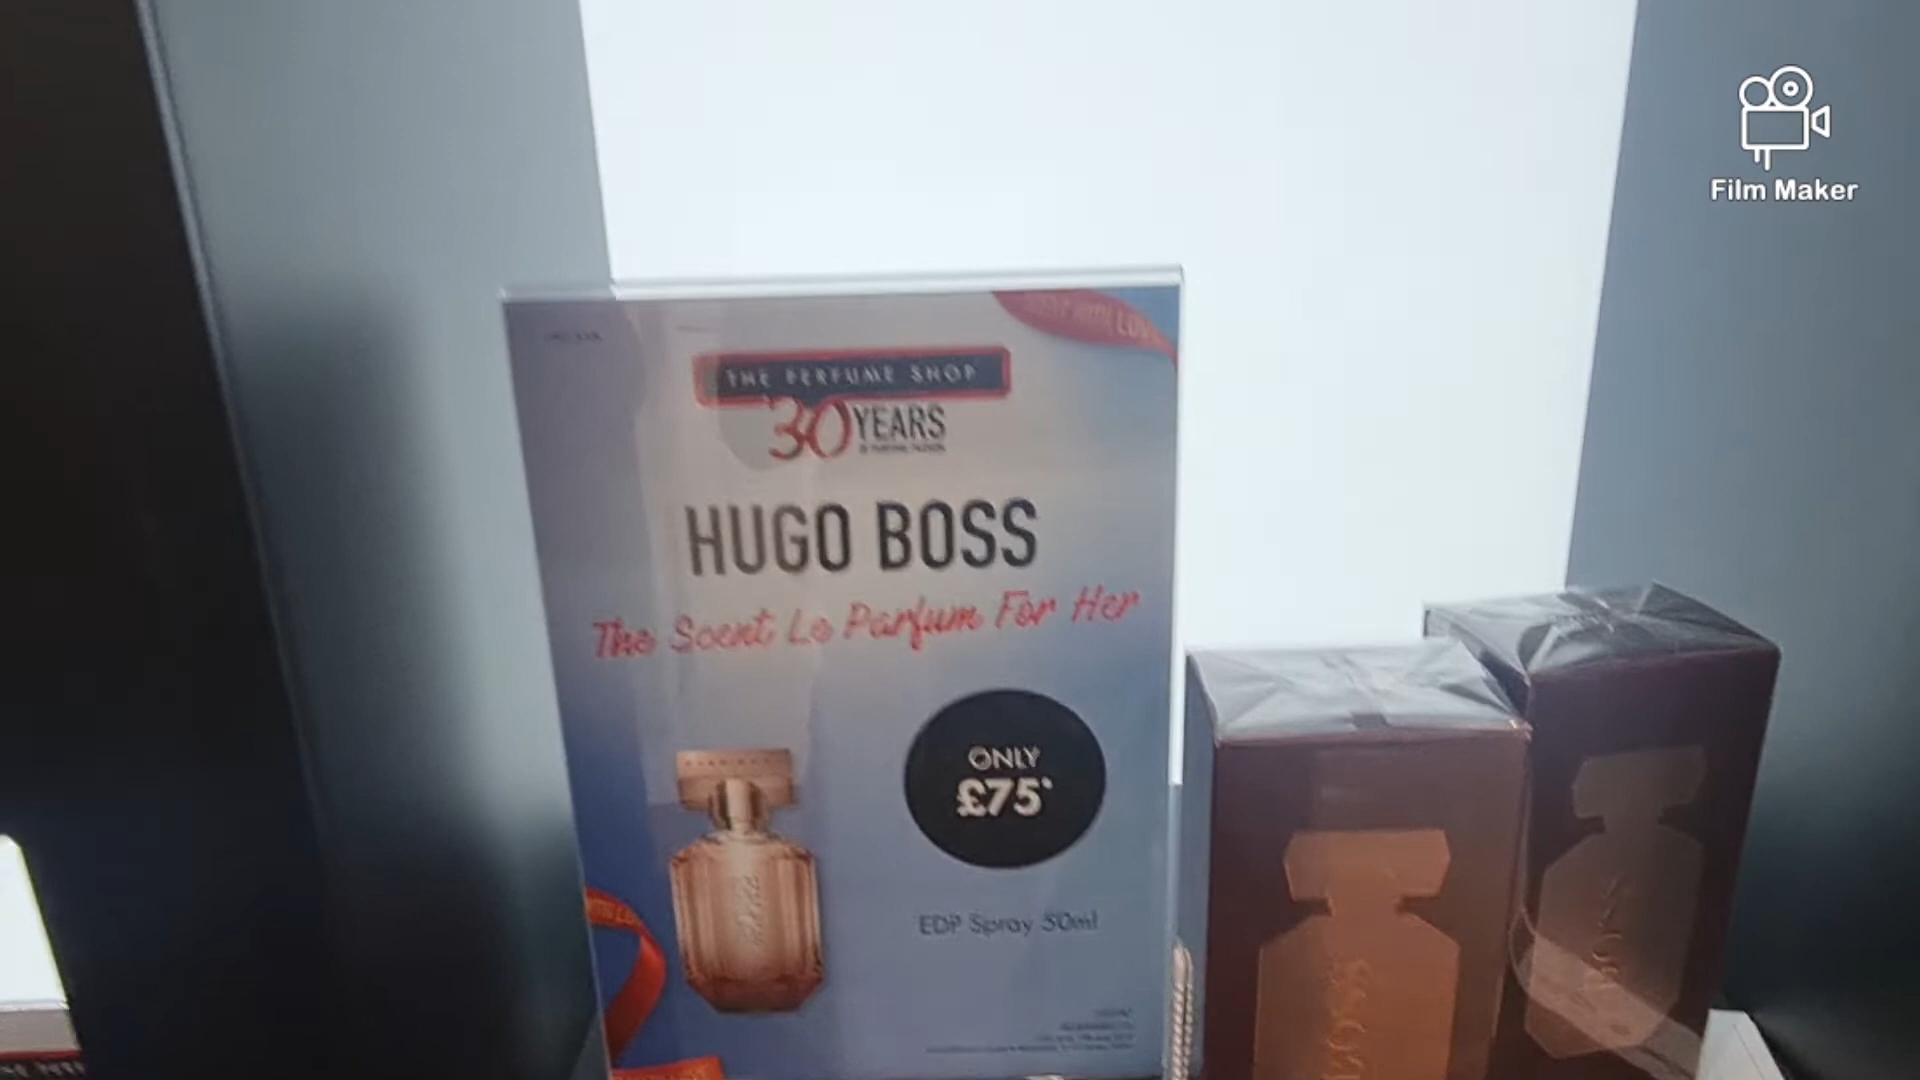 Film Maker
THE PERFUME SHOP
30 YEARS
HUGO BOSS
The Scent Le Parfum For Her
ONLY
£75*
EDP Spray 50ml
BOSS